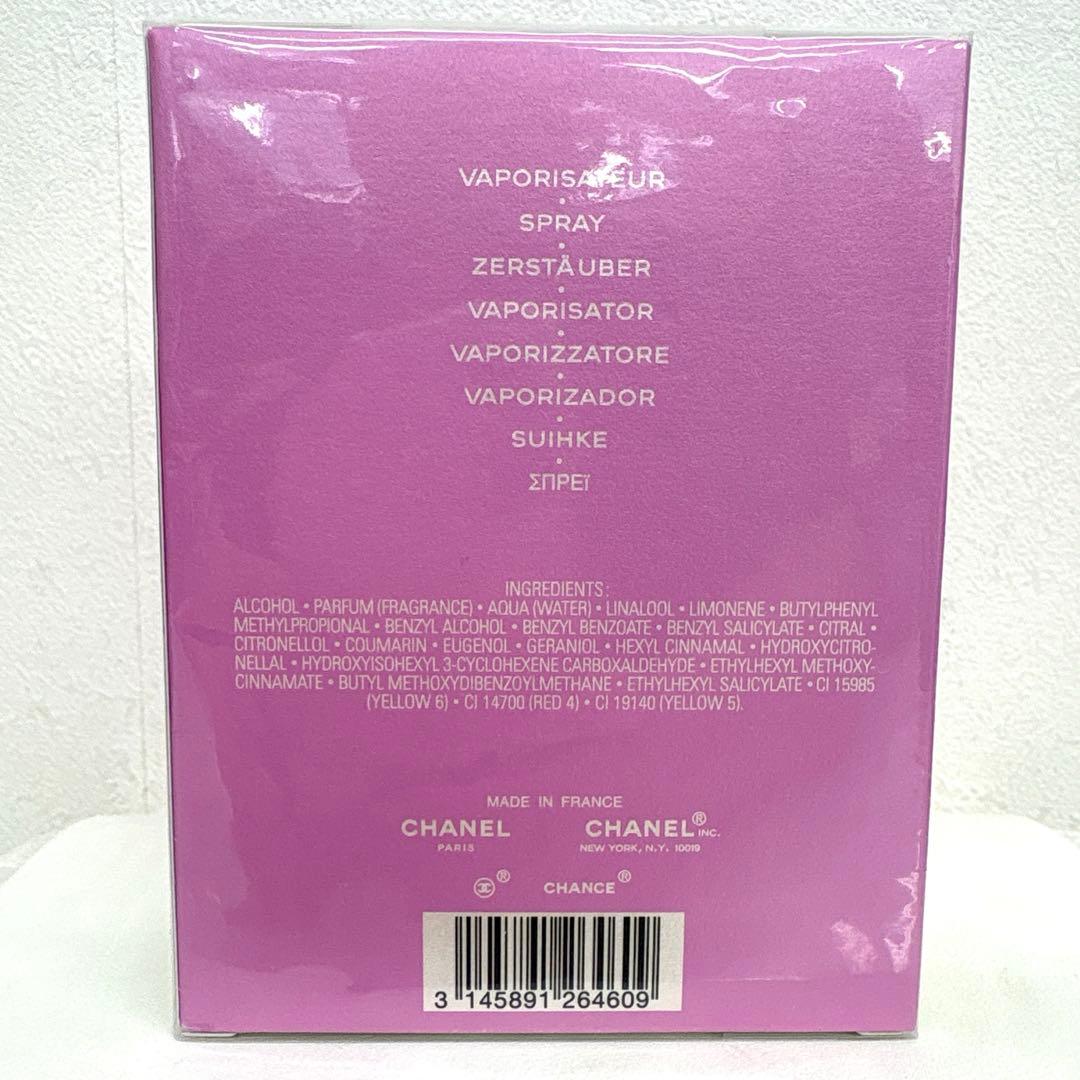 VAPORISATEUR
•
SPRAY
•
ZERSTÄUBER
•
VAPORISATOR
•
VAPORIZZATORE
•
VAPORIZADOR
•
SUIHKE
•
ΣΠΡΕΪ
INGREDIENTS:
ALCOHOL • PARFUM (FRAGRANCE) • AQUA (WATER) • LINALOOL • LIMONENE • BUTYLPHENYL
METHYLPROPIONAL • BENZYL ALCOHOL • BENZYL BENZOATE • BENZYL SALICYLATE • CITRAL •
CITRONELLOL • COUMARIN • EUGENOL • GERANIOL • HEXYL CINNAMAL • HYDROXYCITRO-
NELLAL • HYDROXYISOHEXYL 3-CYCLOHEXENE CARBOXALDEHYDE • ETHYLHEXYL METHOXY-
CINNAMATE • BUTYL METHOXYDIBENZOYLMETHANE • ETHYLHEXYL SALICYLATE • CI 15985
(YELLOW 6) • CI 14700 (RED 4) • CI 19140 (YELLOW 5).
MADE IN FRANCE
CHANEL CHANEL® INC.
PARIS NEW YORK, N.Y. 10019
® CHANCE®
3 145891 264609